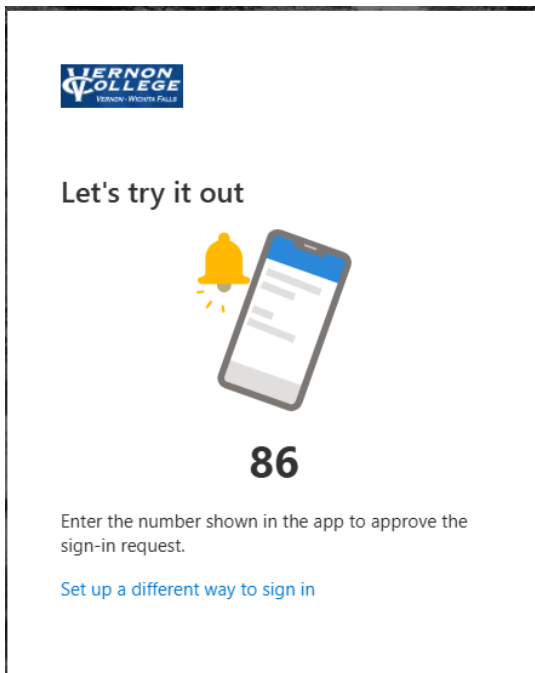 VERNON
COLLEGE
VERNON - WICHITA FALLS
Let's try it out
86
Enter the number shown in the app to approve the
sign-in request.
Set up a different way to sign in